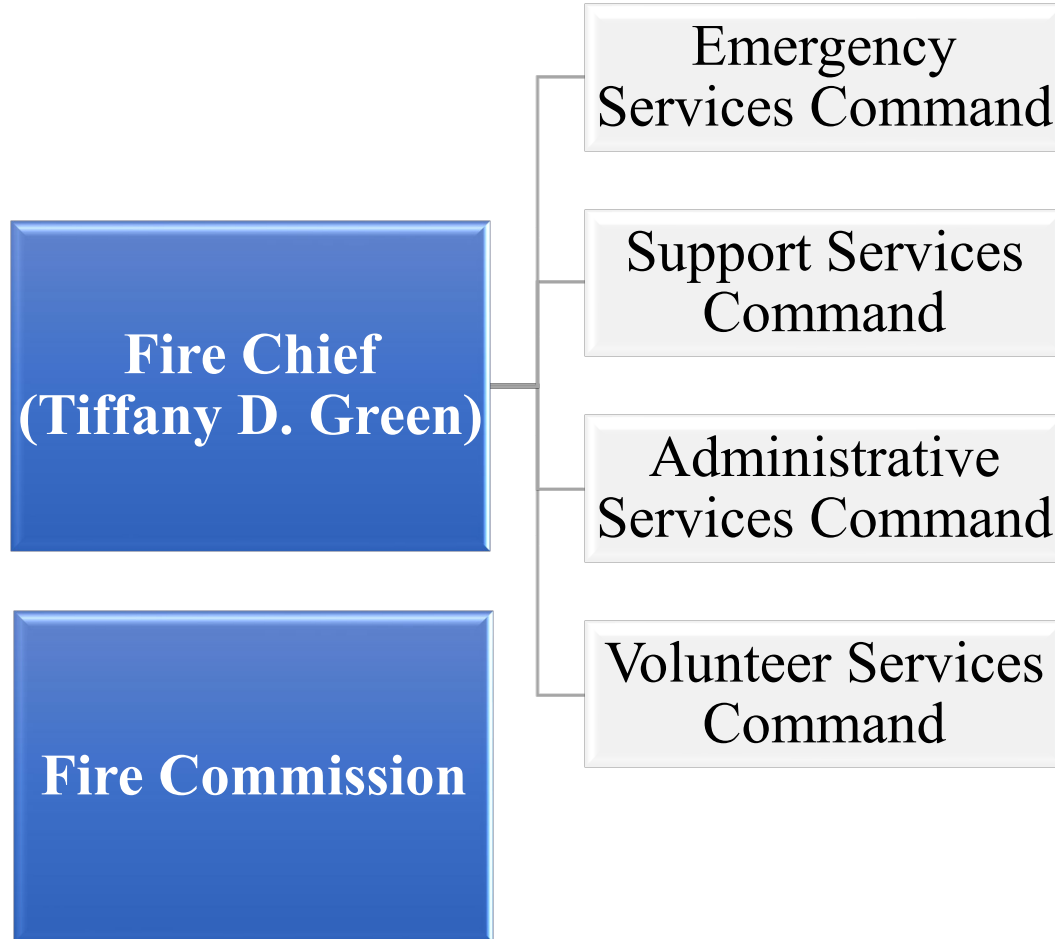 Emergency
Services Command
Support Services
Command
Fire Chief
(Tiffany D. Green)
Administrative
Services Command
Volunteer Services
Command
Fire Commission